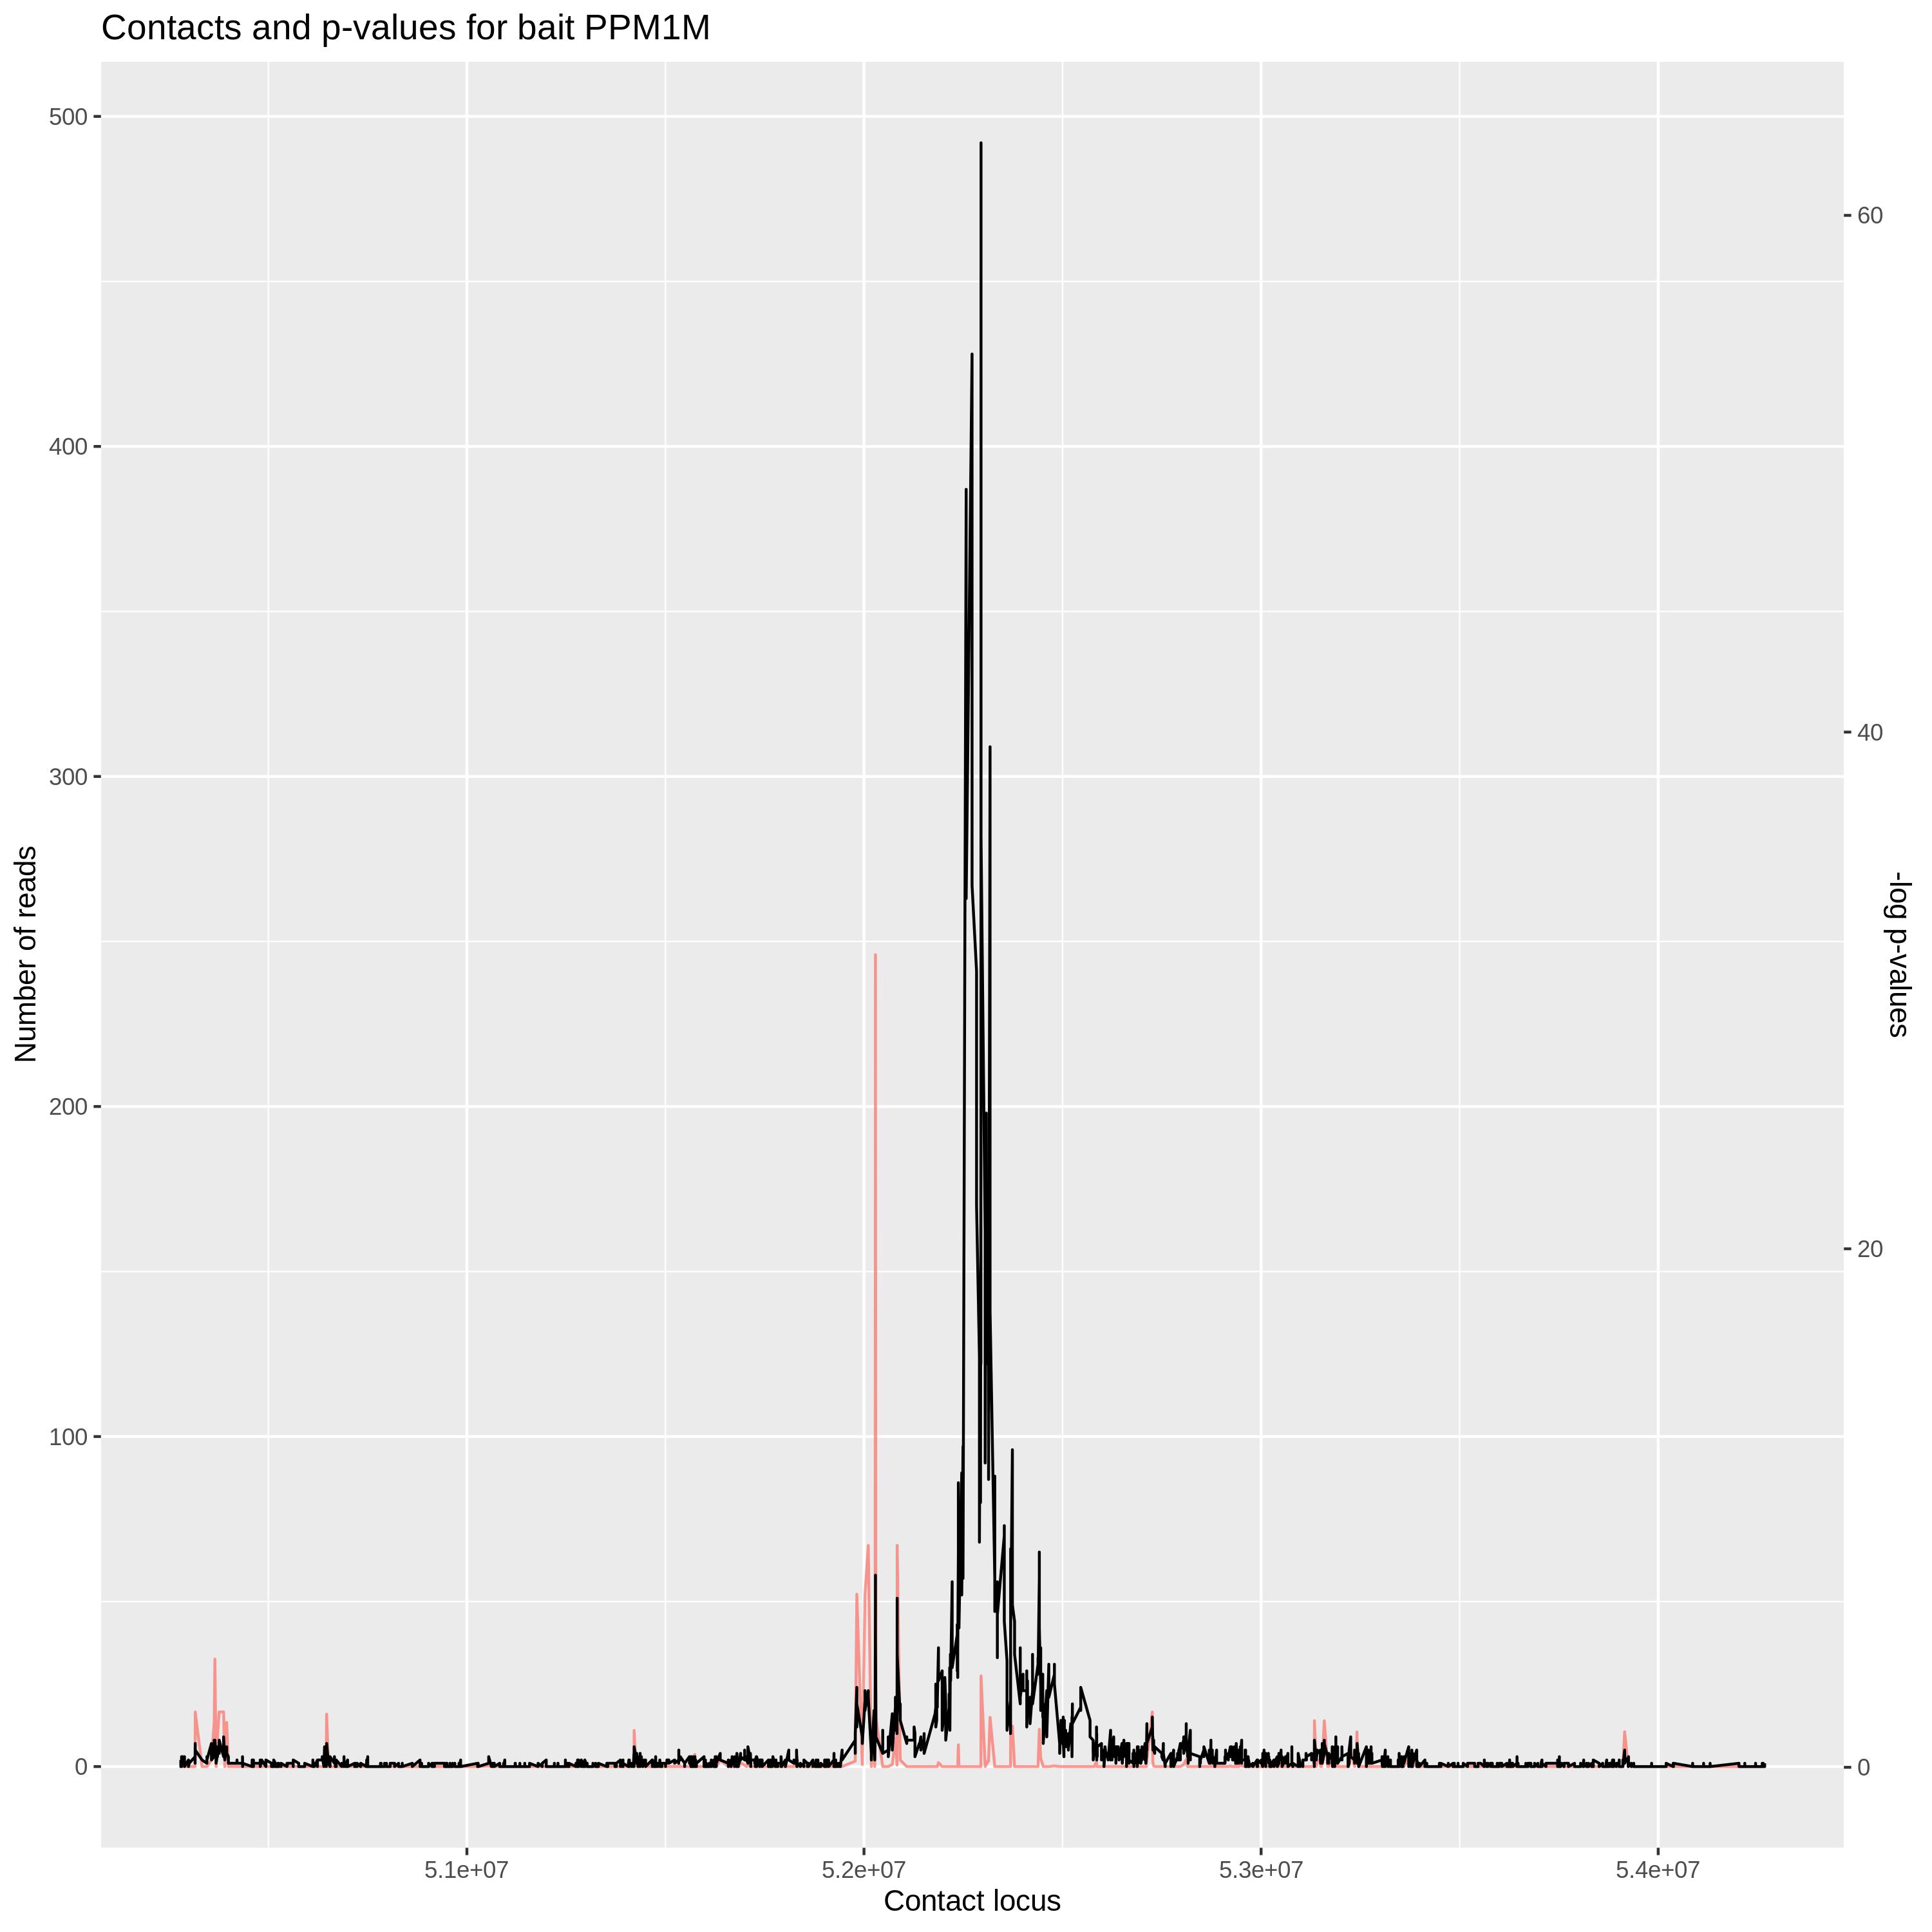 Contacts and p-values for bait PPM1M
500
400
300
200
100
0
60
40
20
0
Number of reads
-log p-values
5.1e+07
5.2e+07
5.3e+07
5.4e+07
Contact locus